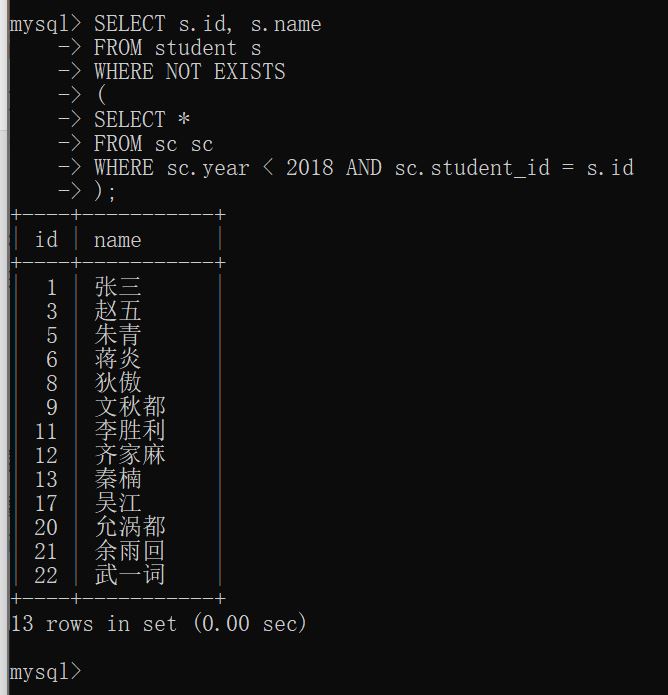 mysql> SELECT s.id, s.name
    -> FROM student s
    -> WHERE NOT EXISTS
    -> (
    -> SELECT *
    -> FROM sc sc
    -> WHERE sc.year < 2018 AND sc.student_id = s.id
    -> );
+----+-----------+
| id | name      |
+----+-----------+
|  1 | 张三      |
|  3 | 赵五      |
|  5 | 朱青      |
|  6 | 蒋炎      |
|  8 | 狄傲      |
|  9 | 文秋都    |
| 11 | 李胜利    |
| 12 | 齐家麻    |
| 13 | 秦楠      |
| 17 | 吴江      |
| 20 | 允涡都    |
| 21 | 余雨回    |
| 22 | 武一词    |
+----+-----------+
13 rows in set (0.00 sec)
mysql>